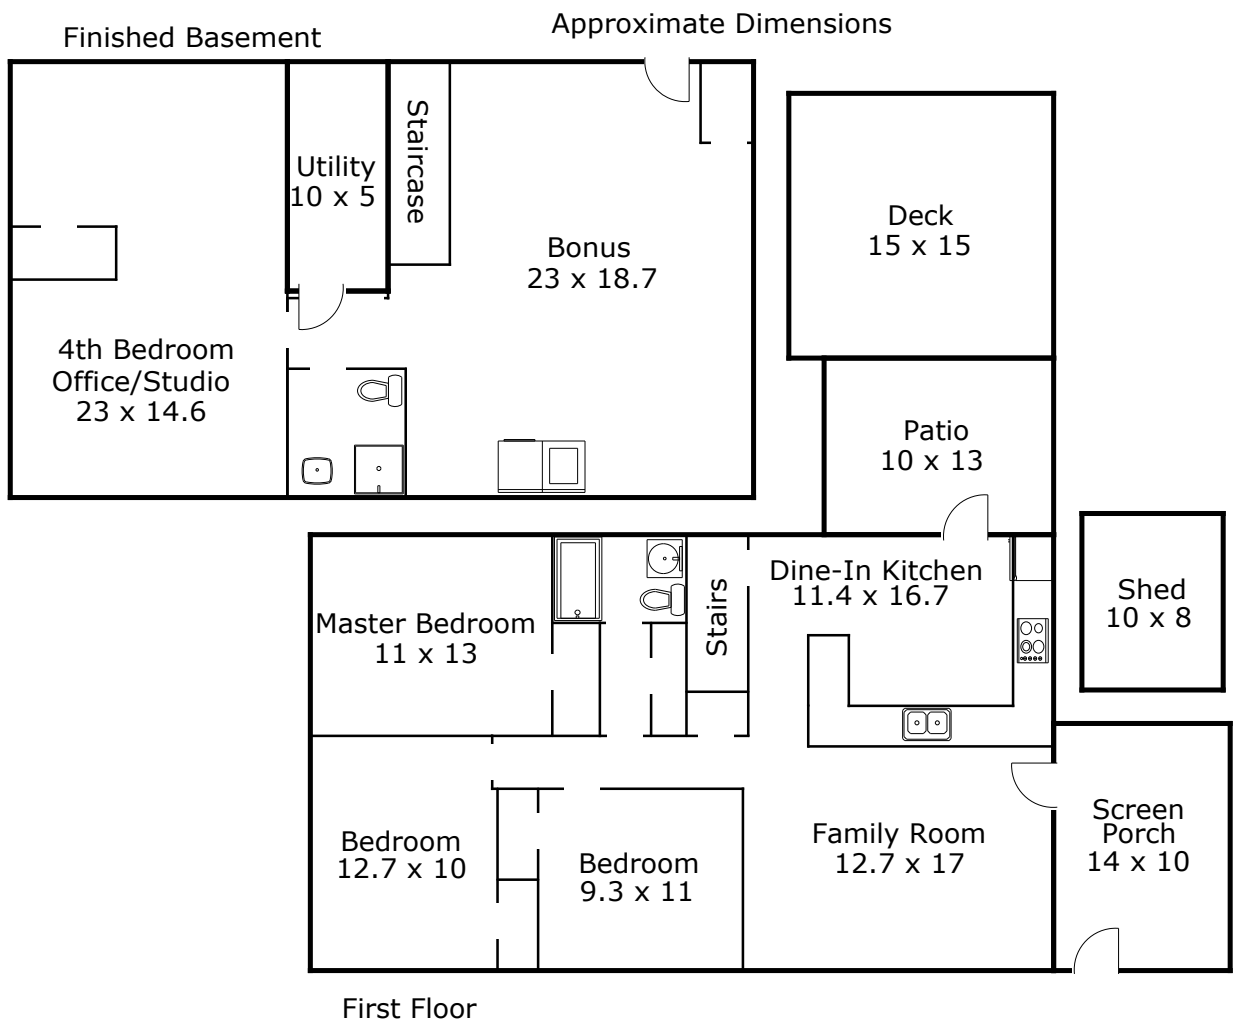 Finished Basement
Approximate Dimensions
Utility
10 x 5
Staircase
Bonus
23 x 18.7
4th Bedroom
Office/Studio
23 x 14.6
Deck
15 x 15
Patio
10 x 13
Shed
10 x 8
Master Bedroom
11 x 13
Stairs
Dine-In Kitchen
11.4 x 16.7
Bedroom
12.7 x 10
Bedroom
9.3 x 11
Family Room
12.7 x 17
Screen
Porch
14 x 10
First Floor